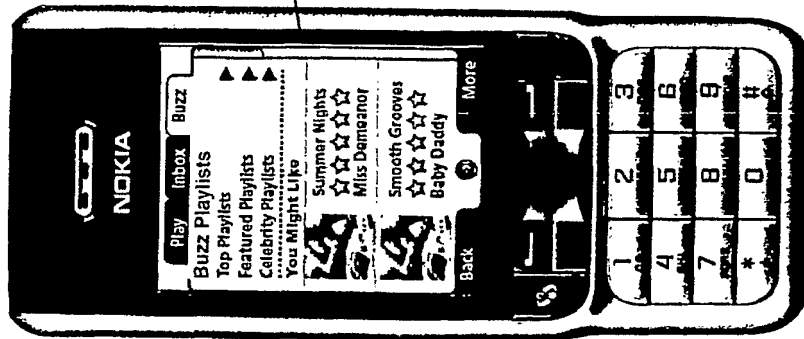 NOKIA
Play Inbox Buzz
Buzz Playlists
Top Playlists
Featured Playlists
Celebrity Playlists
You Might Like
Summer Nights
Miss Demeanor
Smooth Grooves
Baby Daddy
Back More
1 2 3
4 5 6
7 8 9
* 0 #